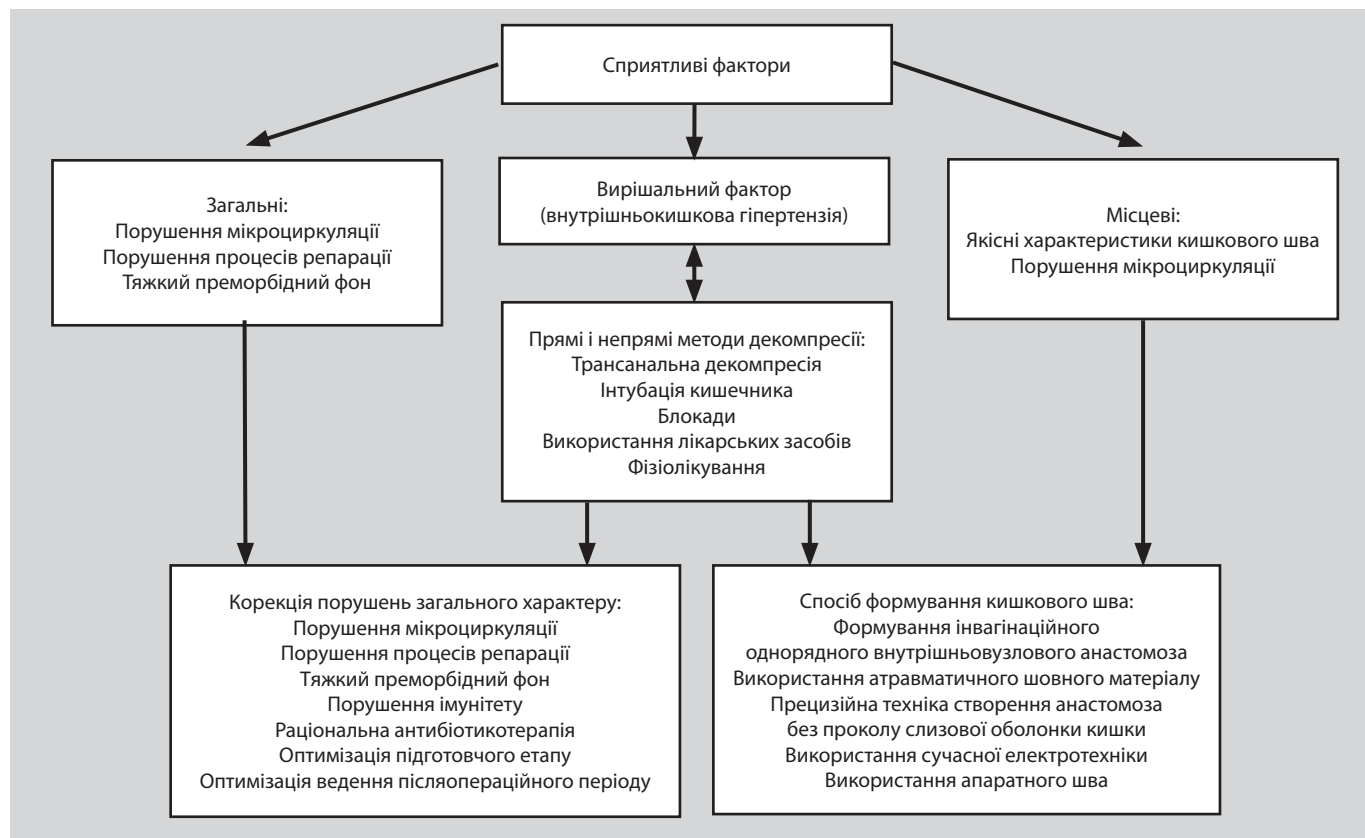 Сприятливі фактори
Загальні:
Порушення мікроциркуляції
Порушення процесів репарації
Тяжкий преморбідний фон
Вирішальний фактор
(внутрішньокишкова гіпертензія)
Місцеві:
Якісні характеристики кишкового шва
Порушення мікроциркуляції
Прямі і непрямі методи декомпресії:
Трансанальна декомпресія
Інтубація кишечника
Блокади
Використання лікарських засобів
Фізіолікування
Корекція порушень загального характеру:
Порушення мікроциркуляції
Порушення процесів репарації
Тяжкий преморбідний фон
Порушення імунітету
Раціональна антибіотикотерапія
Оптимізація підготовчого етапу
Оптимізація ведення післяопераційного періоду
Спосіб формування кишкового шва:
Формування інвагінаційного
однорядного внутрішньовузлового анастомоза
Використання атравматичного шовного матеріалу
Прецизійна техніка створення анастомоза
без проколу слизової оболонки кишки
Використання сучасної електротехніки
Використання апаратного шва